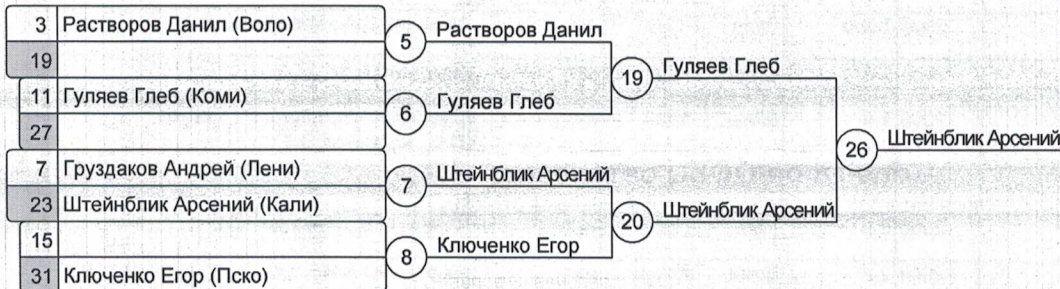 3 Растворов Данил (Воло)
5 Растворов Данил
19
19 Гуляев Глеб
11 Гуляев Глеб (Коми)
6 Гуляев Глеб
27
26 Штейнблик Арсений
7 Груздаков Андрей (Лени)
7 Штейнблик Арсений
23 Штейнблик Арсений (Кали)
20 Штейнблик Арсений
15
8 Ключенко Егор
31 Ключенко Егор (Пско)